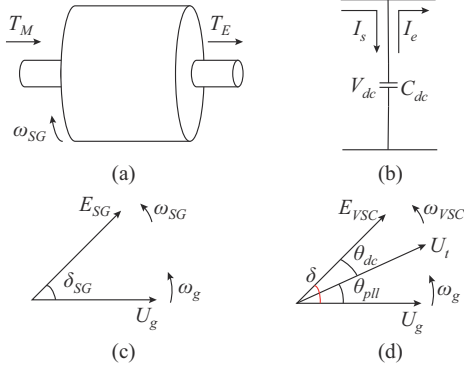 T_M
T_E
ω_SG
(a)
I_s
I_e
V_dc
C_dc
(b)
E_SG
ω_SG
δ_SG
ω_g
U_g
(c)
E_VSC
ω_VSC
U_t
δ
θ_dc
θ_pll
ω_g
U_g
(d)